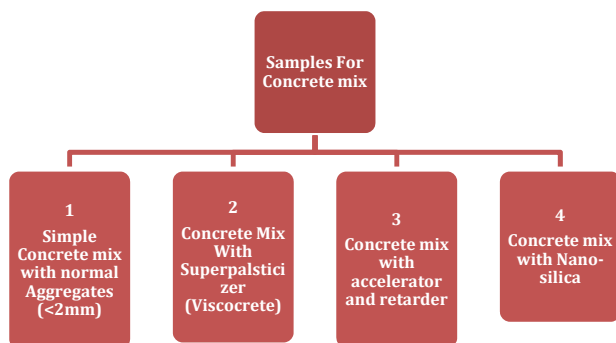 Samples For
Concrete mix
1
Simple
Concrete mix
with normal
Aggregates
(<2mm)
2
Concrete Mix
With
Superpalstici
zer
(Viscocrete)
3
Concrete mix
with
accelerator
and retarder
4
Concrete mix
with Nano-
silica